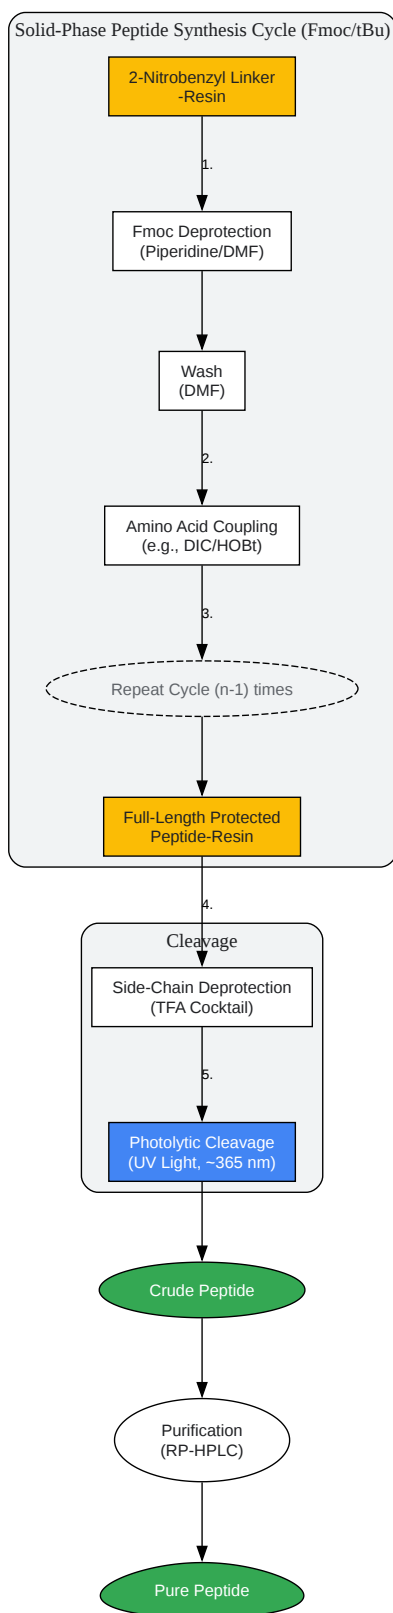 Solid-Phase Peptide Synthesis Cycle (Fmoc/tBu)
2-Nitrobenzyl Linker
-Resin
1.
Fmoc Deprotection
(Piperidine/DMF)
Wash
(DMF)
2.
Amino Acid Coupling
(e.g., DIC/HOBt)
3.
Repeat Cycle (n-1) times
Full-Length Protected
Peptide-Resin
4.
Cleavage
Side-Chain Deprotection
(TFA Cocktail)
5.
Photolytic Cleavage
(UV Light, ~365 nm)
Crude Peptide
Purification
(RP-HPLC)
Pure Peptide